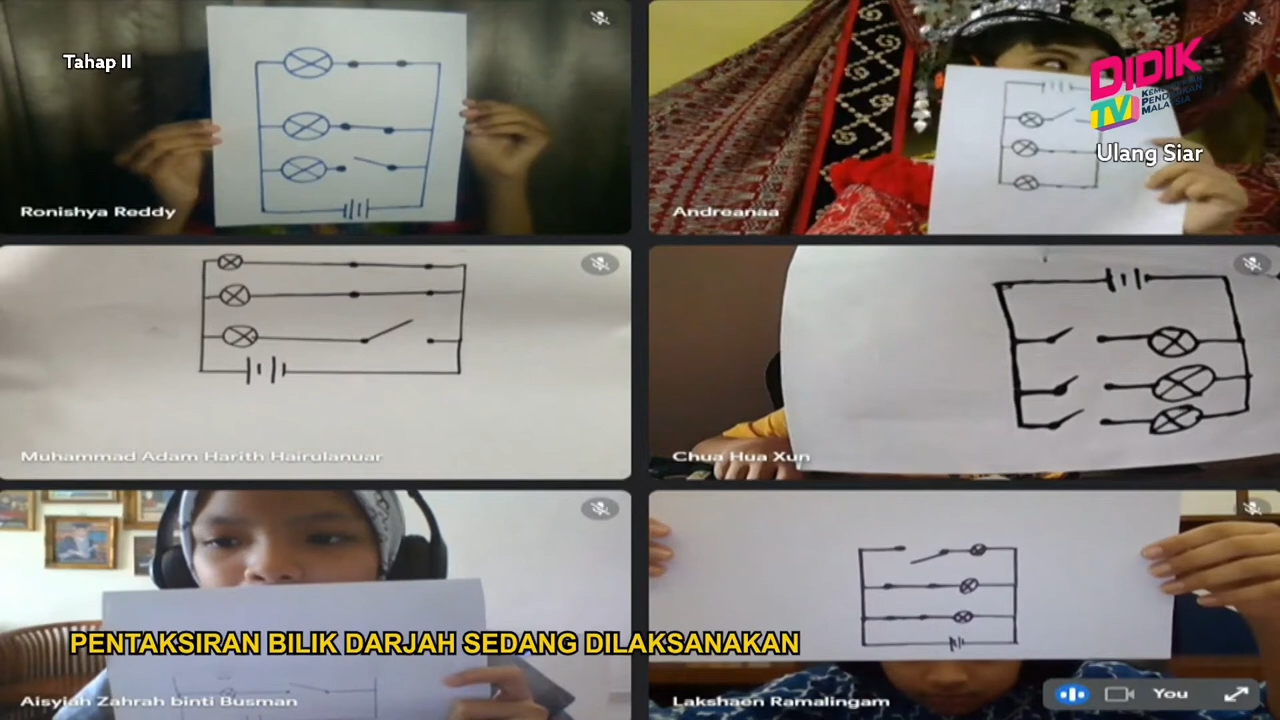 Tahap II
DIDIK
TV
KEMENTERIAN
PENDIDIKAN
MALAYSIA
Ulang Siar
Ronishya Reddy
Andreanaa
Muhammad Adam Harith Hairulanuar
Chua Hua Xun
PENTAKSIRAN BILIK DARJAH SEDANG DILAKSANAKAN
Aisyiah Zahrah binti Busman
Lakshaen Ramalingam
You